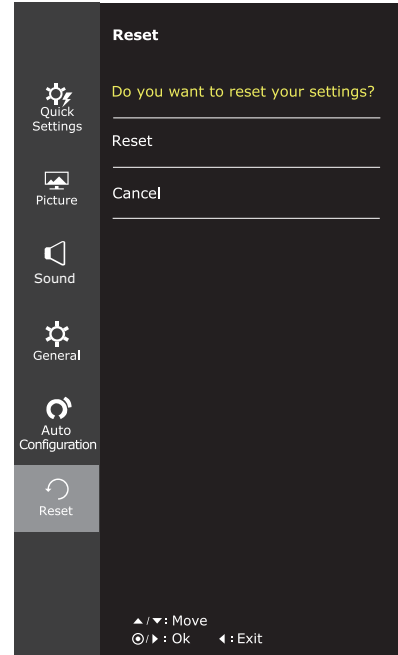 Reset
Do you want to reset your settings?
Reset
Cancel
Quick
Settings
Picture
Sound
General
Auto
Configuration
Reset
▲/▼: Move
◉/▶ : Ok ◀ : Exit